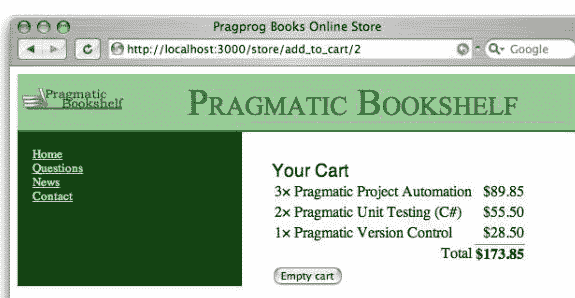 Pragprog Books Online Store
http://localhost:3000/store/add_to_cart/2
Google
Pragmatic
Bookshelf
PRAGMATIC BOOKSHELF
Home
Questions
News
Contact
Your Cart
3× Pragmatic Project Automation $89.85
2× Pragmatic Unit Testing (C#) $55.50
1× Pragmatic Version Control $28.50
Total $173.85
Empty cart